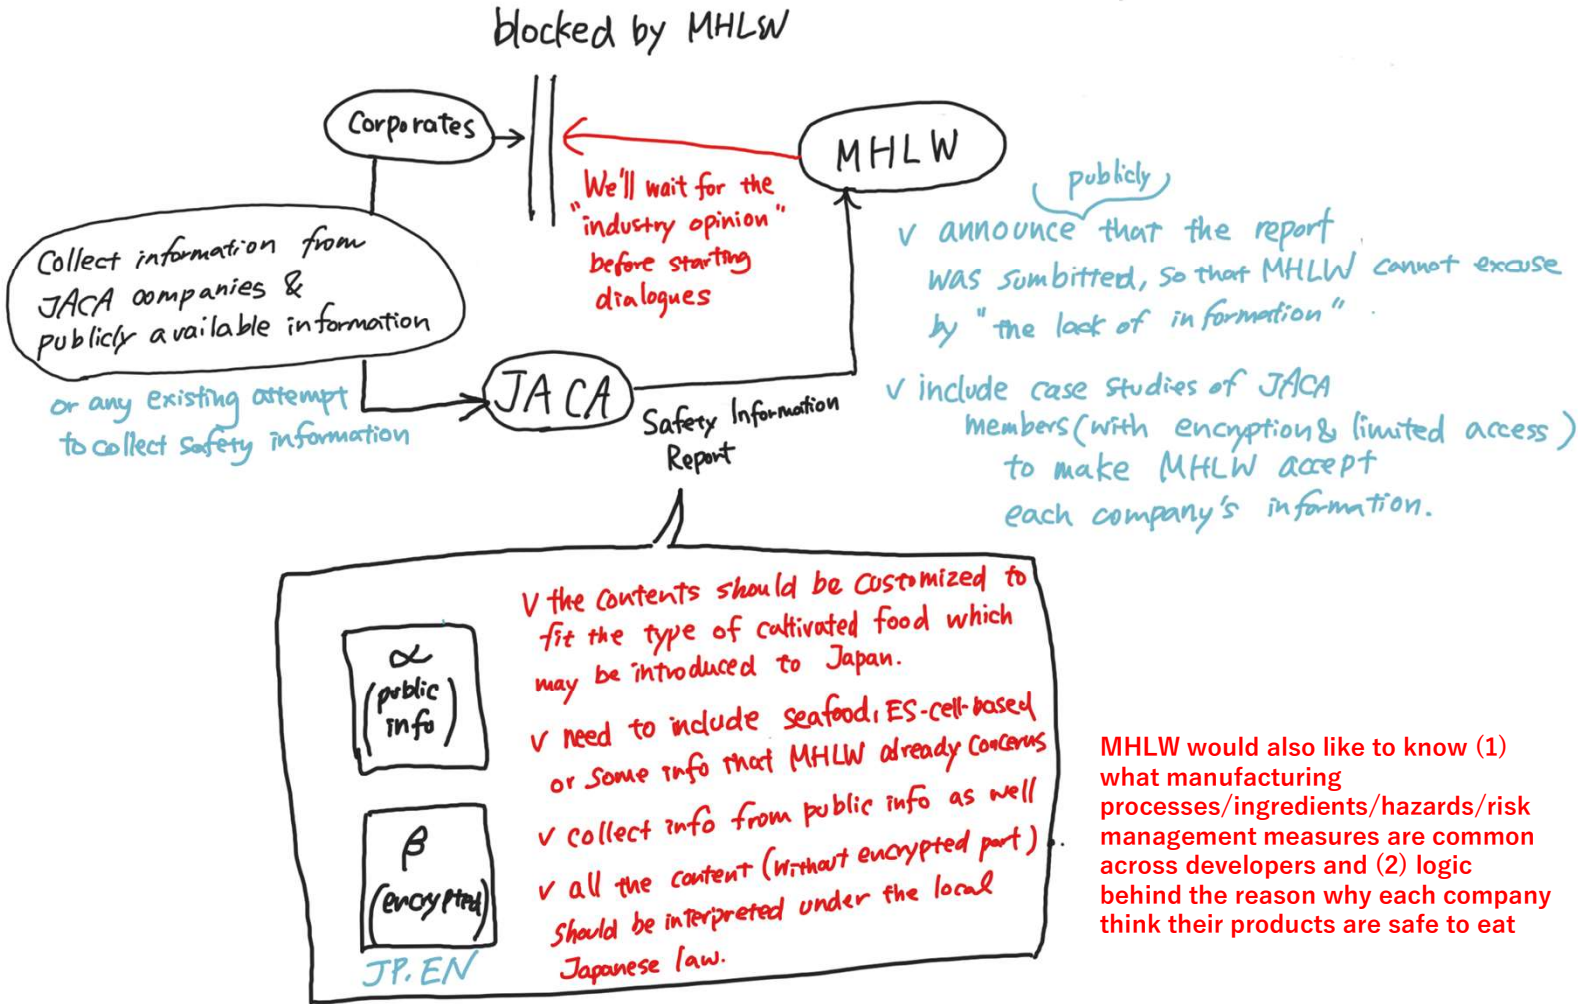 blocked by MHLW
Corporates
MHLW
We'll wait for the
"industry opinion"
before starting
dialogues
Collect information from
JACA companies &
publicly available information
or any existing attempt
to collect safety information
JACA
Safety Information
Report
publicly
✓ announce that the report
was sumbitted, so that MHLW cannot excuse
by "the lack of information".
✓ include case studies of JACA
members (with encryption & limited access)
to make MHLW accept
each company's information.
α
(public
info)
β
(encrypted)
JP. EN
✓ the contents should be customized to
fit the type of cultivated food which
may be introduced to Japan.
✓ need to include seafood, ES-cell-based
or some info that MHLW already concerns
✓ collect info from public info as well
✓ all the content (without encrypted part)
should be interpreted under the local
Japanese law.
MHLW would also like to know (1)
what manufacturing
processes/ingredients/hazards/risk
management measures are common
across developers and (2) logic
behind the reason why each company
think their products are safe to eat